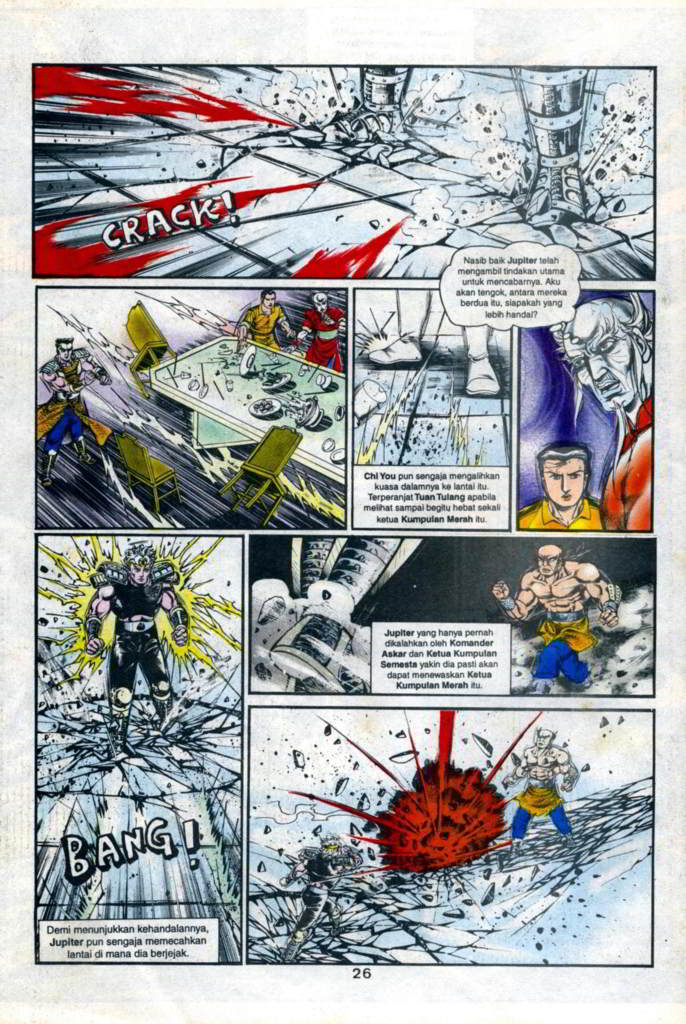 CRACK!
Nasib baik Jupiter telah
mengambil tindakan utama
untuk mencabarnya. Aku
akan tengok, antara mereka
berdua itu, siapakah yang
lebih handal?
Chi You pun sengaja mengalihkan
kuasa dalamnya ke lantai itu.
Terperanjat Tuan Tulang apabila
melihat sampai begitu hebat sekali
ketua Kumpulan Merah itu.
Jupiter yang hanya pernah
dikalahkan oleh Komander
Askar dan Ketua Kumpulan
Semesta yakin dia pasti akan
dapat menewaskan Ketua
Kumpulan Merah itu.
BANG!
Demi menunjukkan kehandalannya,
Jupiter pun sengaja memecahkan
lantai di mana dia berjejak.
26